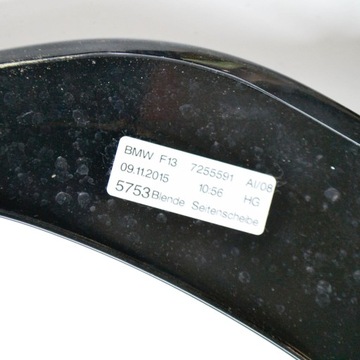 BMW F13 7255591 AI/08
09.11.2015 10:56 HG
5753 Blende Seitenscheibe